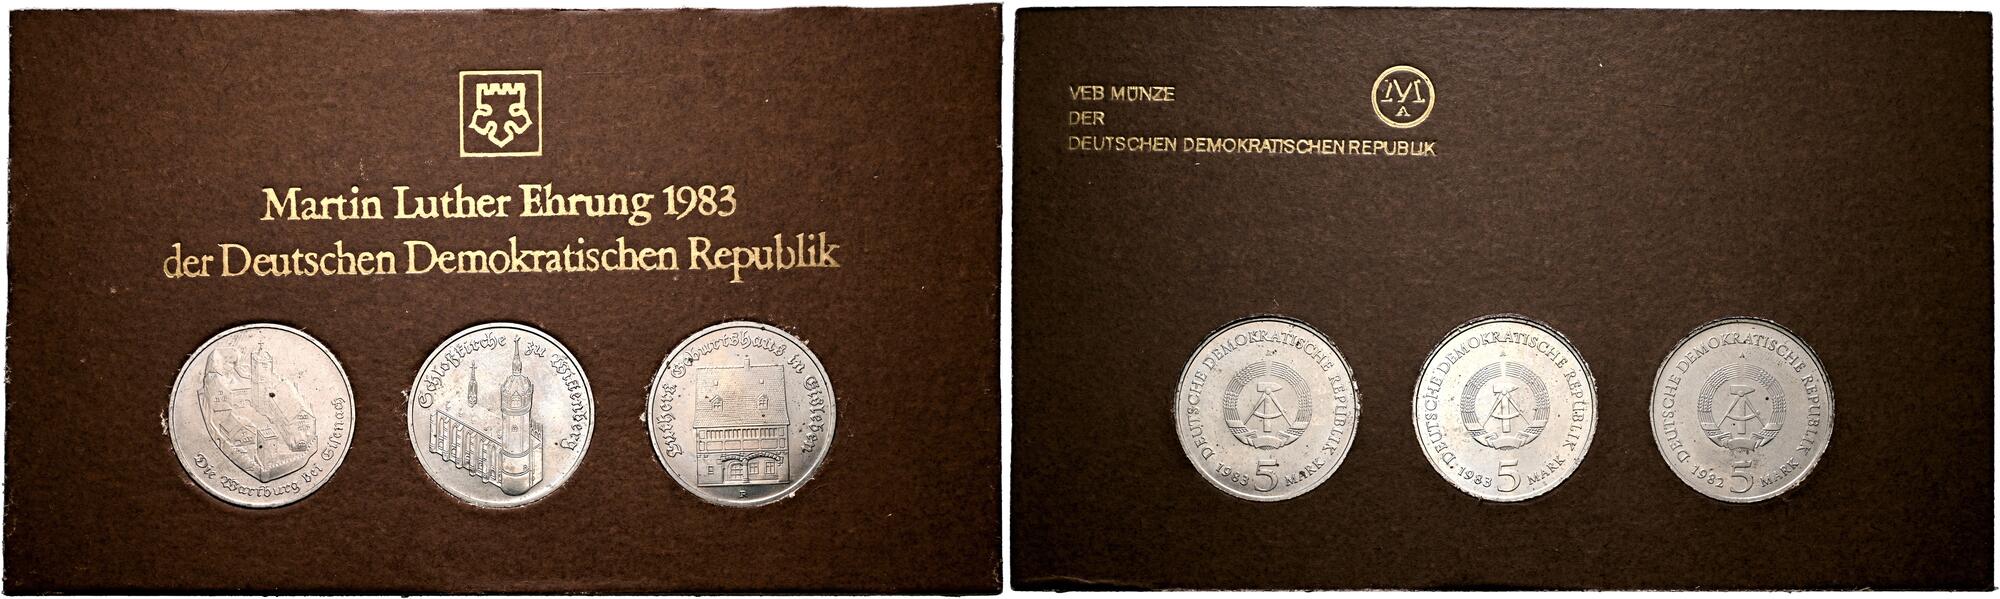 Martin Luther Ehrung 1983
der Deutschen Demokratischen Republik
Die Wartburg bei Eisenach
Schloßkirche zu Wittenberg
Luthers Geburtshaus in Eisleben
VEB MÜNZE
DER
DEUTSCHEN DEMOKRATISCHEN REPUBLIK
M
A
DEUTSCHE DEMOKRATISCHE REPUBLIK
A
1983 5 MARK
DEUTSCHE DEMOKRATISCHE REPUBLIK
A
1983 5 MARK
DEUTSCHE DEMOKRATISCHE REPUBLIK
A
1982 5 MARK